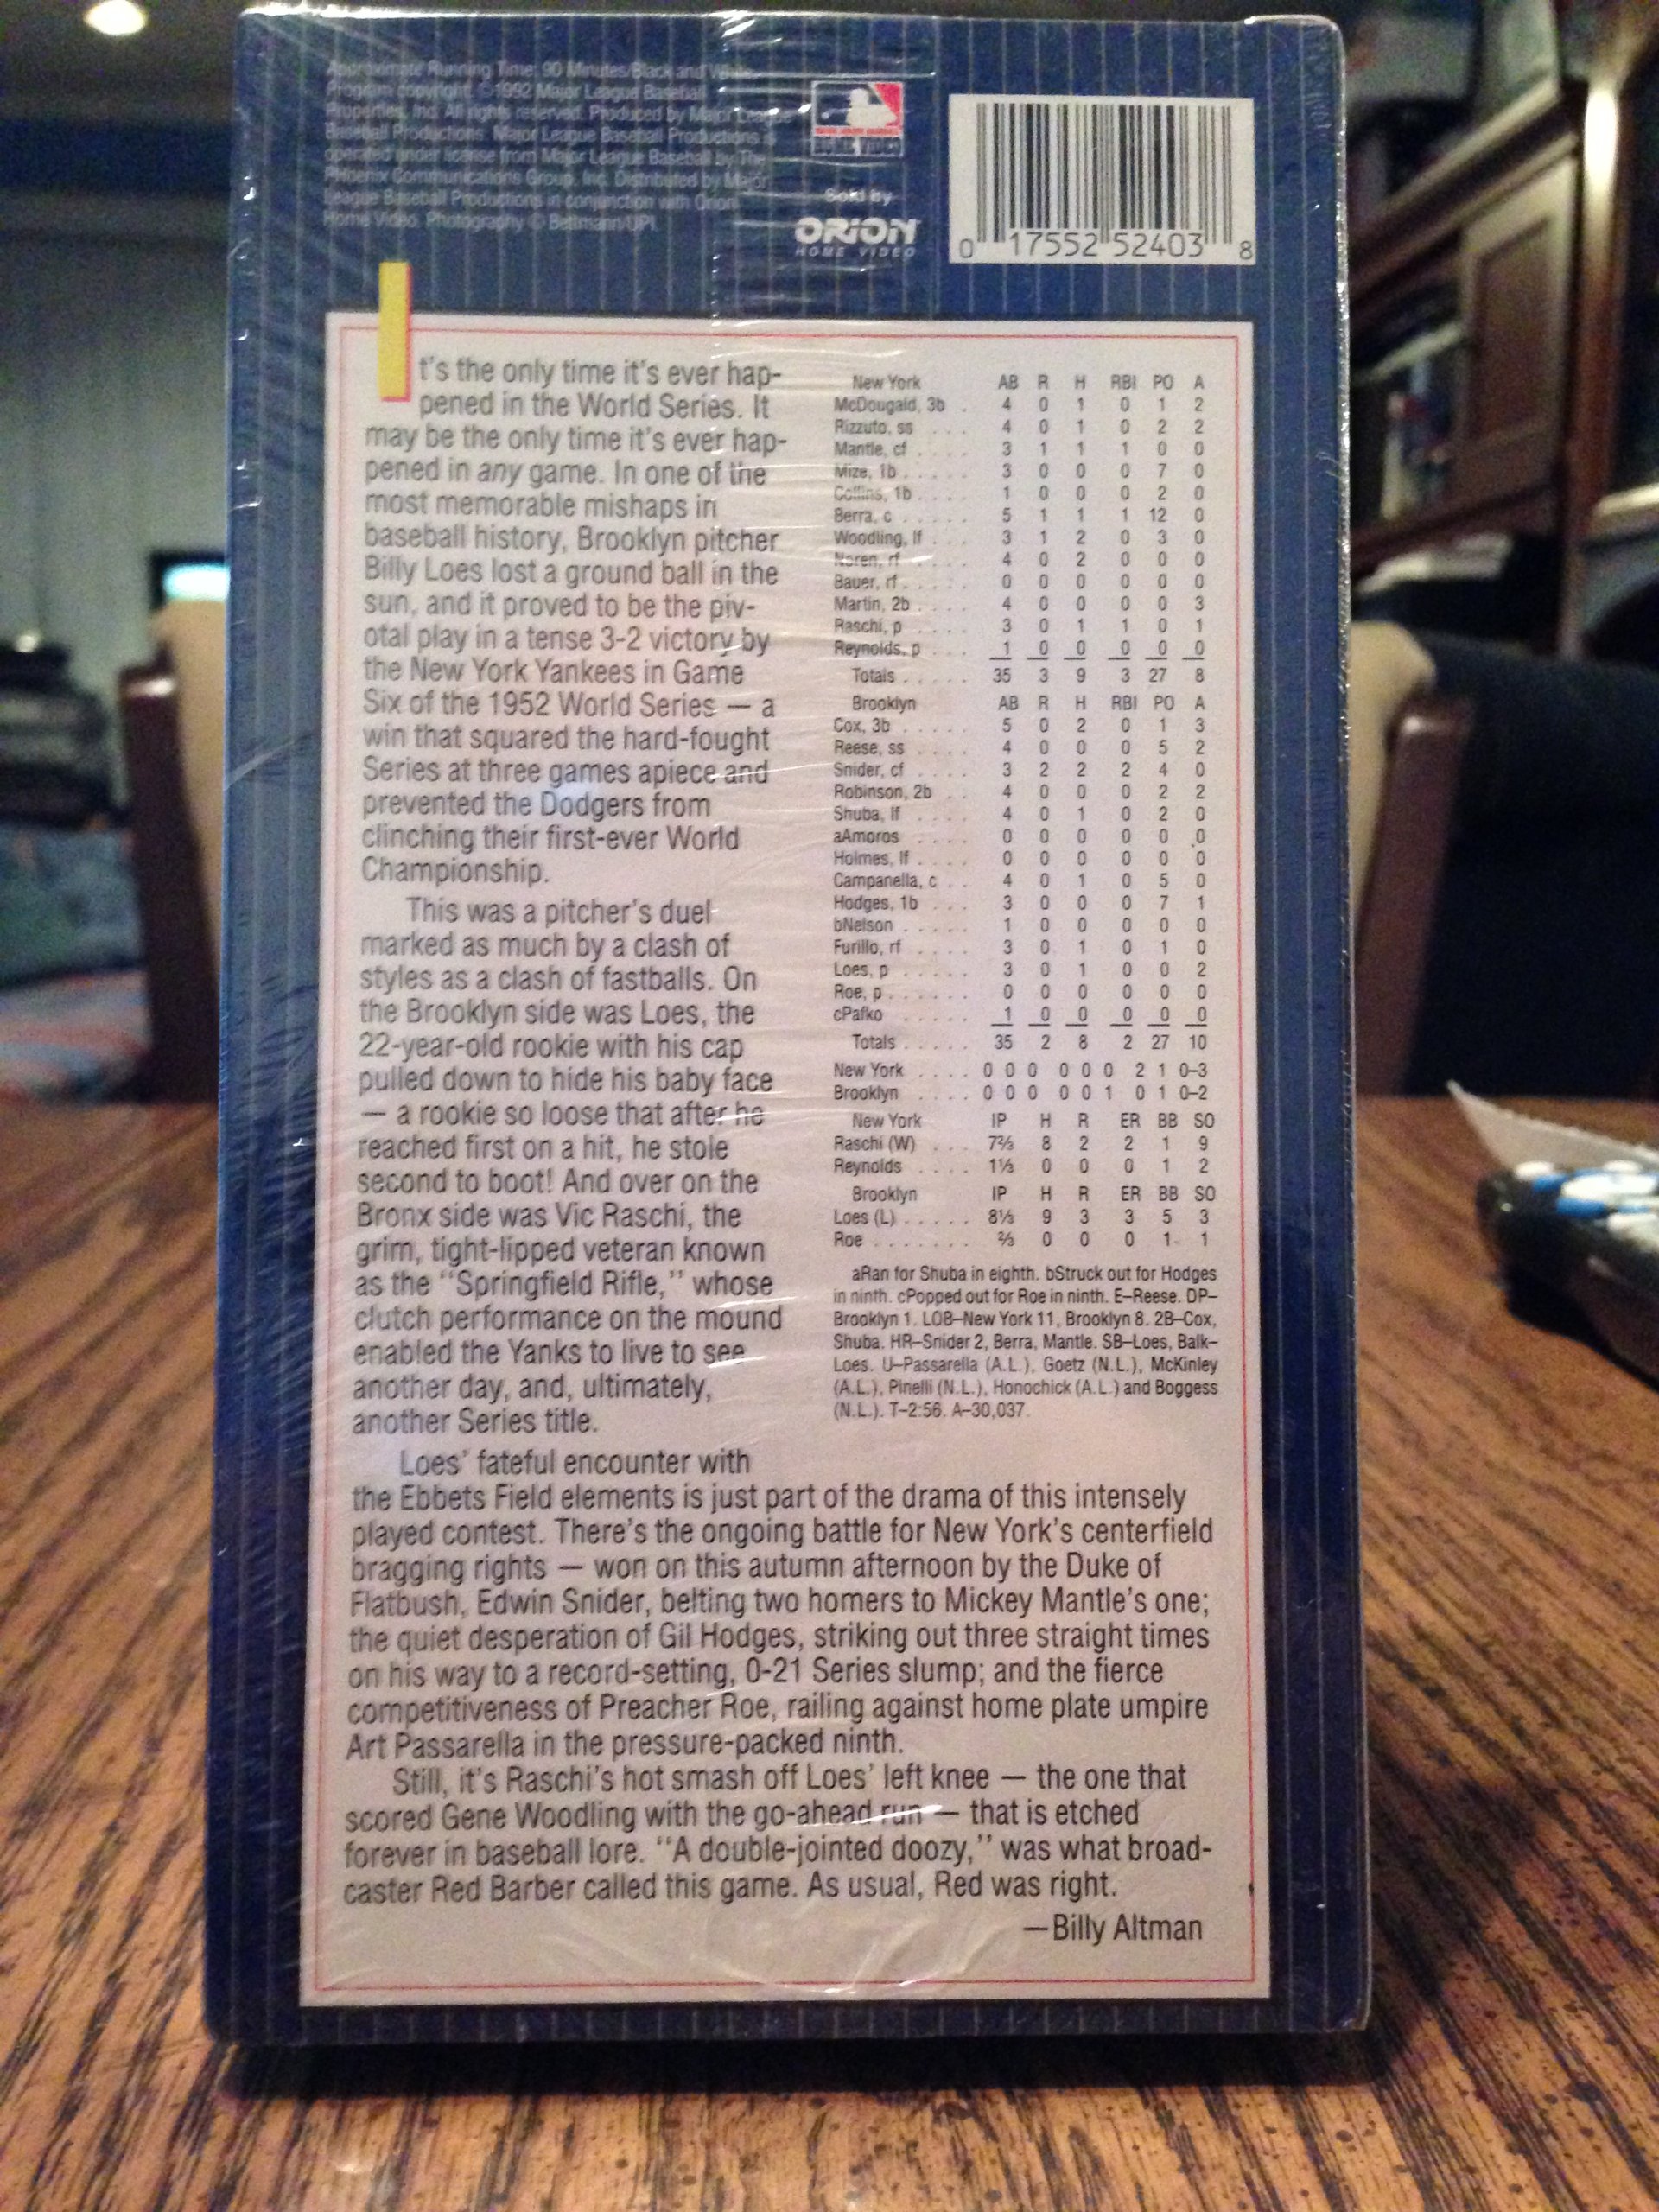 Approximate Running Time: 90 Minutes/Black and White
Program copyright ©1992 Major League Baseball
Properties, Inc. All rights reserved. Produced by Major League
Baseball Productions. Major League Baseball Productions is
operated under license from Major League Baseball by The
PHoenix Communications Group, Inc. Distributed by Major
League Baseball Productions in conjunction with Orion
Home Video. Photography © Bettmann/UPI.
HOME VIDEO
Sold by
ORION
HOME VIDEO
0 17552 52403 8
It's the only time it's ever hap-
pened in the World Series. It
may be the only time it's ever hap-
pened in any game. In one of the
most memorable mishaps in
baseball history, Brooklyn pitcher
Billy Loes lost a ground ball in the
sun, and it proved to be the piv-
otal play in a tense 3-2 victory by
the New York Yankees in Game
Six of the 1952 World Series — a
win that squared the hard-fought
Series at three games apiece and
prevented the Dodgers from
clinching their first-ever World
Championship.
This was a pitcher's duel
marked as much by a clash of
styles as a clash of fastballs. On
the Brooklyn side was Loes, the
22-year-old rookie with his cap
pulled down to hide his baby face
— a rookie so loose that after he
reached first on a hit, he stole
second to boot! And over on the
Bronx side was Vic Raschi, the
grim, tight-lipped veteran known
as the "Springfield Rifle," whose
clutch performance on the mound
enabled the Yanks to live to see
another day, and, ultimately,
another Series title.
Loes' fateful encounter with
the Ebbets Field elements is just part of the drama of this intensely
played contest. There's the ongoing battle for New York's centerfield
bragging rights — won on this autumn afternoon by the Duke of
Flatbush, Edwin Snider, belting two homers to Mickey Mantle's one;
the quiet desperation of Gil Hodges, striking out three straight times
on his way to a record-setting, 0-21 Series slump; and the fierce
competitiveness of Preacher Roe, railing against home plate umpire
Art Passarella in the pressure-packed ninth.
Still, it's Raschi's hot smash off Loes' left knee — the one that
scored Gene Woodling with the go-ahead run — that is etched
forever in baseball lore. "A double-jointed doozy," was what broad-
caster Red Barber called this game. As usual, Red was right.
—Billy Altman
New York AB R H RBI PO A
McDougald, 3b . 4 0 1 0 1 2
Rizzuto, ss . . . 4 0 1 0 2 2
Mantle, cf . . . . 3 1 1 1 0 0
Mize, 1b . . . . 3 0 0 0 7 0
Collins, 1b . . . . 1 0 0 0 2 0
Berra, c . . . . . 5 1 1 1 12 0
Woodling, lf . . . 3 1 2 0 3 0
Noren, rf . . . . 4 0 2 0 0 0
Bauer, rf . . . . . 0 0 0 0 0 0
Martin, 2b . . . . 4 0 0 0 0 3
Raschi, p . . . . 3 0 1 1 0 1
Reynolds, p . . . 1 0 0 0 0 0
Totals . . . . . 35 3 9 3 27 8
Brooklyn AB R H RBI PO A
Cox, 3b . . . . . 5 0 2 0 1 3
Reese, ss . . . . 4 0 0 0 5 2
Snider, cf . . . . 3 2 2 2 4 0
Robinson, 2b . . 4 0 0 0 2 2
Shuba, lf . . . . 4 0 1 0 2 0
aAmoros . . . . 0 0 0 0 0 0
Holmes, lf . . . . 0 0 0 0 0 0
Campanella, c . . 4 0 1 0 5 0
Hodges, 1b . . . 3 0 0 0 7 1
bNelson . . . . . 1 0 0 0 0 0
Furillo, rf . . . . 3 0 1 0 1 0
Loes, p . . . . . 3 0 1 0 0 2
Roe, p . . . . . . 0 0 0 0 0 0
cPafko . . . . . 1 0 0 0 0 0
Totals . . . . . 35 2 8 2 27 10
New York . . . . 0 0 0 0 0 0 2 1 0–3
Brooklyn . . . . 0 0 0 0 0 1 0 1 0–2
New York IP H R ER BB SO
Raschi (W) . . . 7⅔ 8 2 2 1 9
Reynolds . . . . 1⅓ 0 0 0 1 2
Brooklyn IP H R ER BB SO
Loes (L) . . . . . 8⅓ 9 3 3 5 3
Roe . . . . . . . ⅔ 0 0 0 1 1
aRan for Shuba in eighth. bStruck out for Hodges
in ninth. cPopped out for Roe in ninth. E–Reese. DP–
Brooklyn 1. LOB–New York 11, Brooklyn 8. 2B–Cox,
Shuba. HR–Snider 2, Berra, Mantle. SB–Loes, Balk–
Loes. U–Passarella (A.L.), Goetz (N.L.), McKinley
(A.L.), Pinelli (N.L.), Honochick (A.L.) and Boggess
(N.L.). T–2:56. A–30,037.